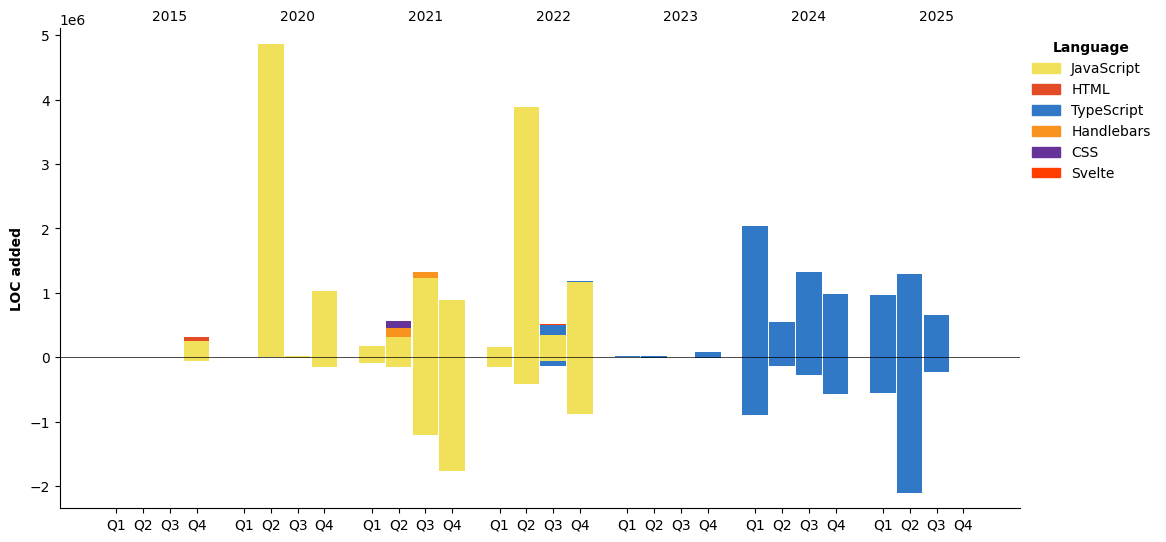 1e6
2015 2020 2021 2022 2023 2024 2025
5
4
3
2
1
0
−1
−2
LOC added
Q1 Q2 Q3 Q4 Q1 Q2 Q3 Q4 Q1 Q2 Q3 Q4 Q1 Q2 Q3 Q4 Q1 Q2 Q3 Q4 Q1 Q2 Q3 Q4 Q1 Q2 Q3 Q4
Language
JavaScript
HTML
TypeScript
Handlebars
CSS
Svelte